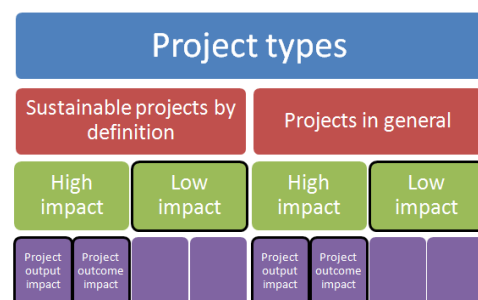 Project types
Sustainable projects by
definition
Projects in general
High
impact
Low
impact
High
impact
Low
impact
Project
output
impact
Project
outcome
impact
Project
output
impact
Project
outcome
impact